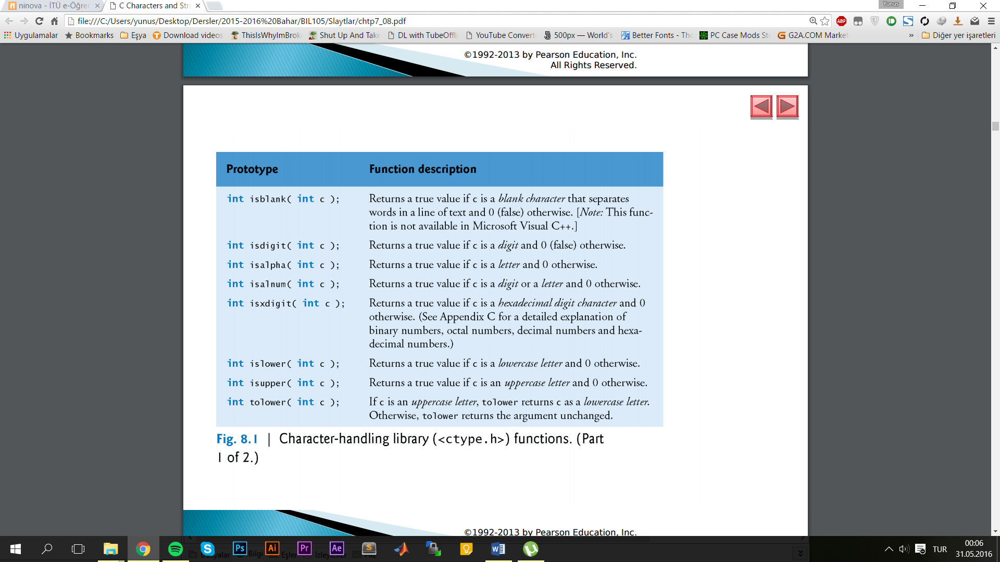 ninova - İTÜ e-Öğre
C Characters and Stri
Yunus
file:///C:/Users/yunus/Desktop/Dersler/2015-2016%20Bahar/BIL105/Slaytlar/chtp7_08.pdf
Uygulamalar Bookmarks Eşya Download videos ThisIsWhyImBrok Shut Up And Take DL with TubeOffli YouTube Convert 500px — World's Better Fonts - Tho PC Case Mods Sto G2A.COM Market » Diğer yer işaretleri
©1992-2013 by Pearson Education, Inc.
All Rights Reserved.
Prototype Function description
int isblank( int c ); Returns a true value if c is a blank character that separates
words in a line of text and 0 (false) otherwise. [Note: This func-
tion is not available in Microsoft Visual C++.]
int isdigit( int c ); Returns a true value if c is a digit and 0 (false) otherwise.
int isalpha( int c ); Returns a true value if c is a letter and 0 otherwise.
int isalnum( int c ); Returns a true value if c is a digit or a letter and 0 otherwise.
int isxdigit( int c ); Returns a true value if c is a hexadecimal digit character and 0
otherwise. (See Appendix C for a detailed explanation of
binary numbers, octal numbers, decimal numbers and hexa-
decimal numbers.)
int islower( int c ); Returns a true value if c is a lowercase letter and 0 otherwise.
int isupper( int c ); Returns a true value if c is an uppercase letter and 0 otherwise.
int tolower( int c ); If c is an uppercase letter, tolower returns c as a lowercase letter.
Otherwise, tolower returns the argument unchanged.
Fig. 8.1 | Character-handling library (<ctype.h>) functions. (Part
1 of 2.)
©1992-2013 by Pearson Education, Inc.
Ps Ai Pr Ae
TUR
00:06
31.05.2016